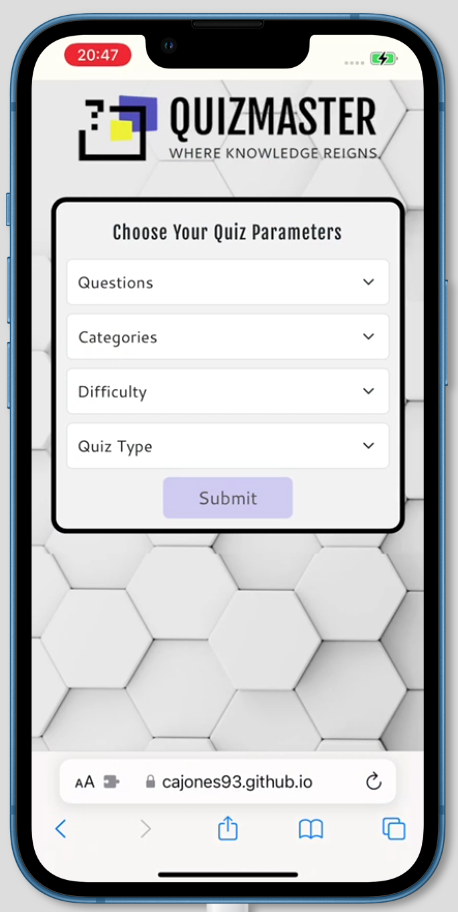 20:47
?
QUIZMASTER
WHERE KNOWLEDGE REIGNS.
Choose Your Quiz Parameters
Questions
Categories
Difficulty
Quiz Type
Submit
AA cajones93.github.io